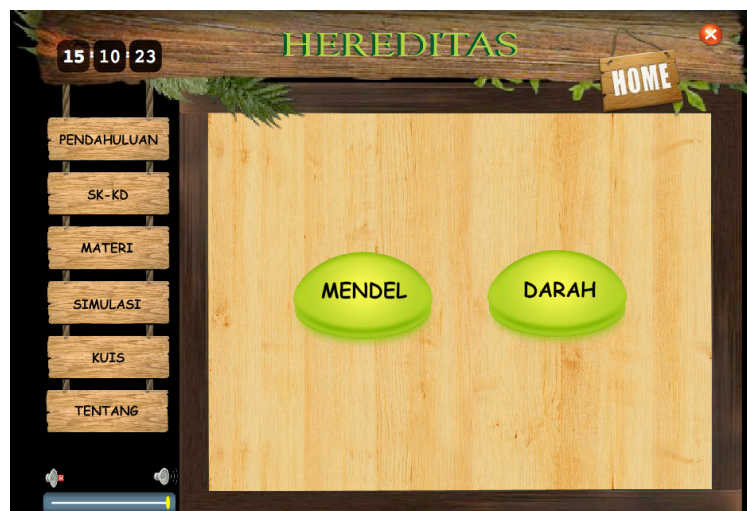 HEREDITAS
15:10:23
HOME
PENDAHULUAN
SK-KD
MATERI
SIMULASI
KUIS
TENTANG
MENDEL
DARAH